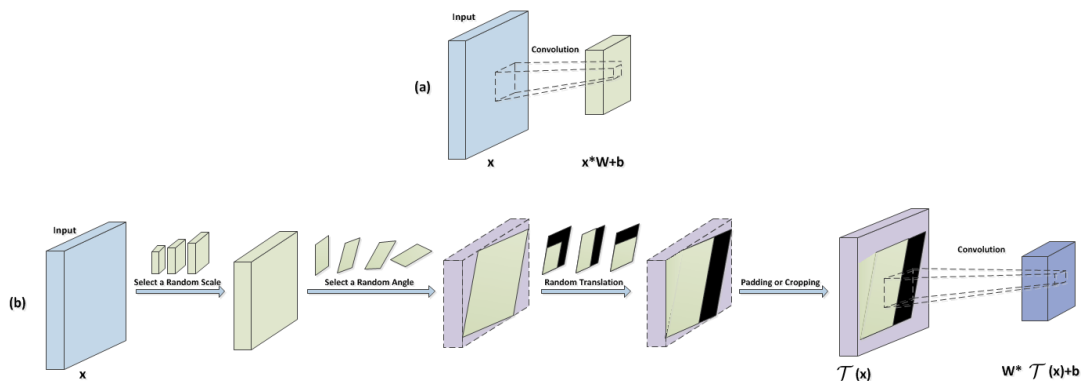 Input
Convolution
(a)
x
x*W+b
Input
Select a Random Scale
Select a Random Angle
Random Translation
Padding or Cropping
Convolution
(b)
x
𝒯(x)
W* 𝒯(x)+b